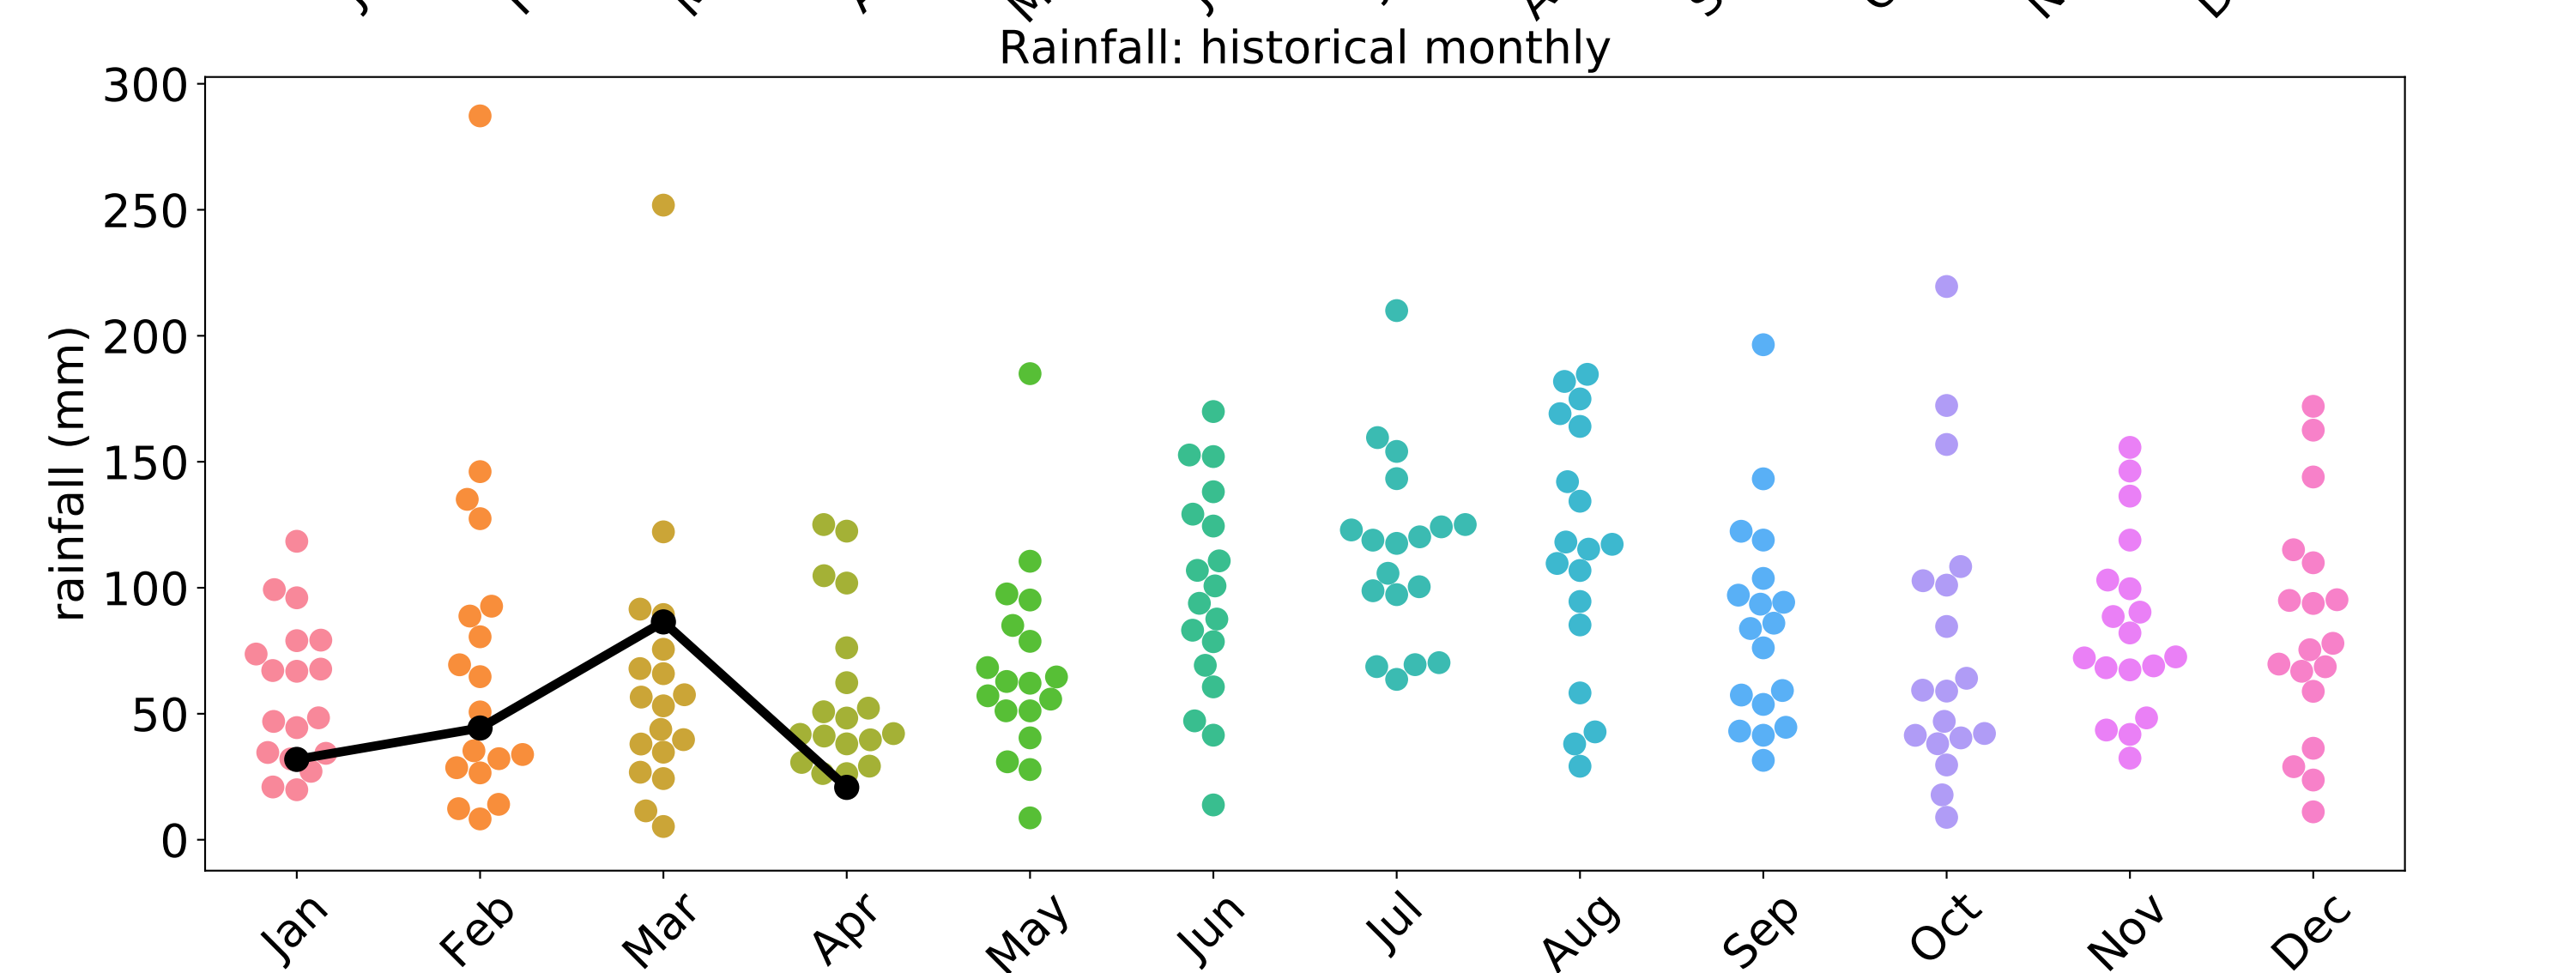 Rainfall: historical monthly
rainfall (mm)
300
250
200
150
100
50
0
Jan
Feb
Mar
Apr
May
Jun
Jul
Aug
Sep
Oct
Nov
Dec